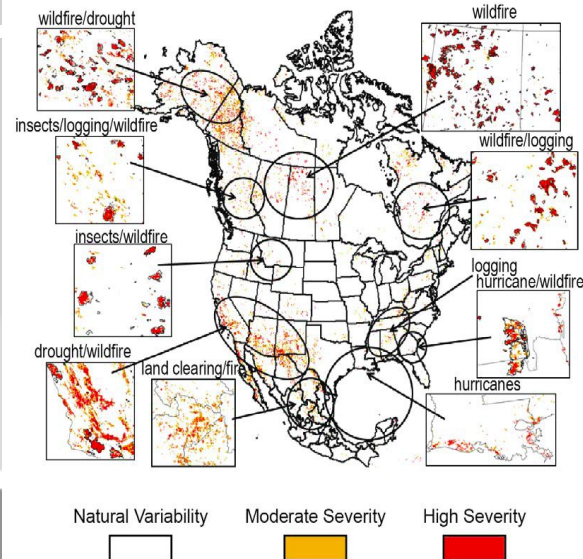 wildfire/drought
wildfire
insects/logging/wildfire
wildfire/logging
insects/wildfire
logging
hurricane/wildfire
drought/wildfire
land clearing/fire
hurricanes
Natural Variability
Moderate Severity
High Severity